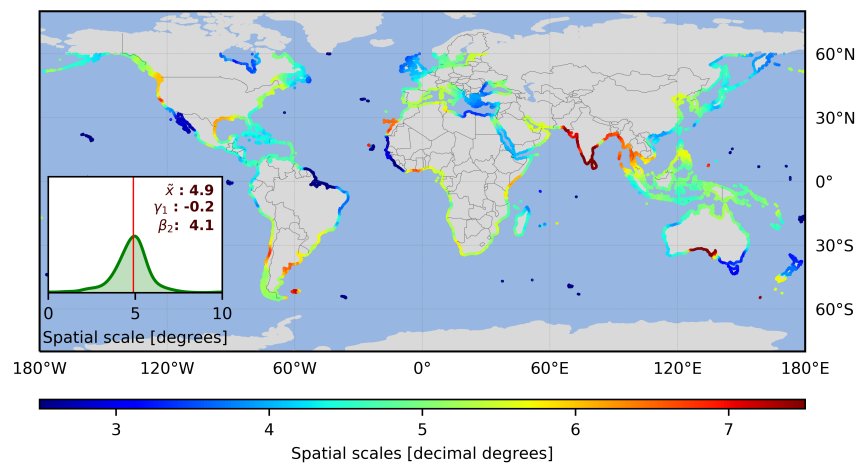 60°N
30°N
0°
30°S
60°S
x̃ : 4.9
γ₁ : -0.2
β₂: 4.1
0 5 10
Spatial scale [degrees]
180°W 120°W 60°W 0° 60°E 120°E 180°E
3 4 5 6 7
Spatial scales [decimal degrees]